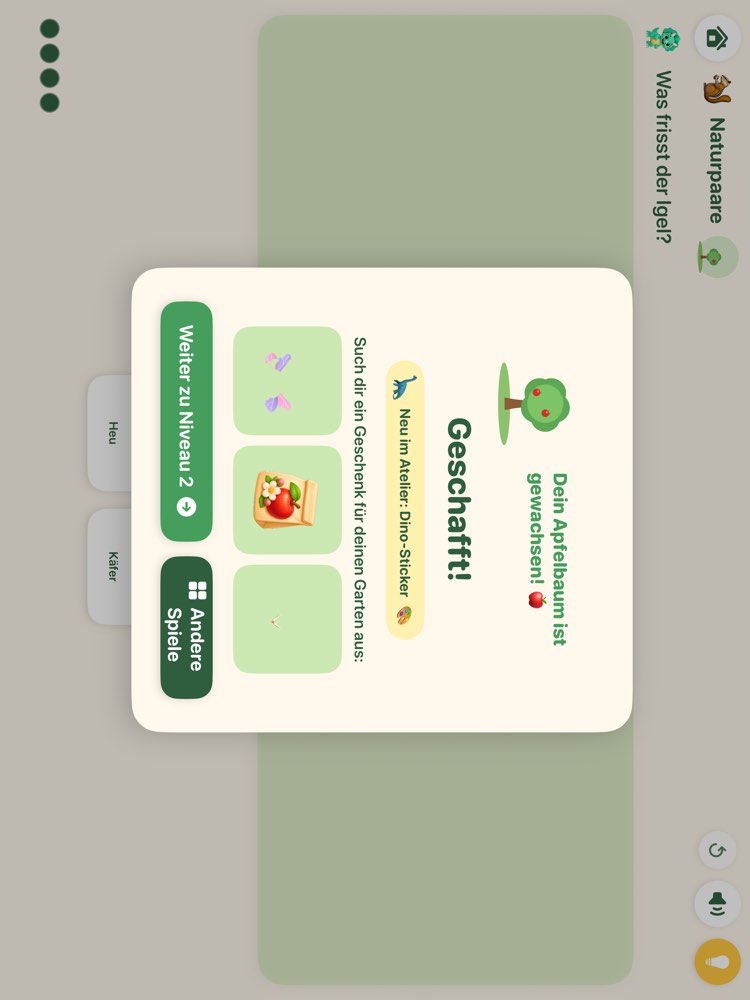 Naturpaare
Was frisst der Igel?
Dein Apfelbaum ist
gewachsen!
Geschafft!
Neu im Atelier: Dino-Sticker
Such dir ein Geschenk für deinen Garten aus:
Weiter zu Niveau 2
Andere
Spiele
Heu
Käfer